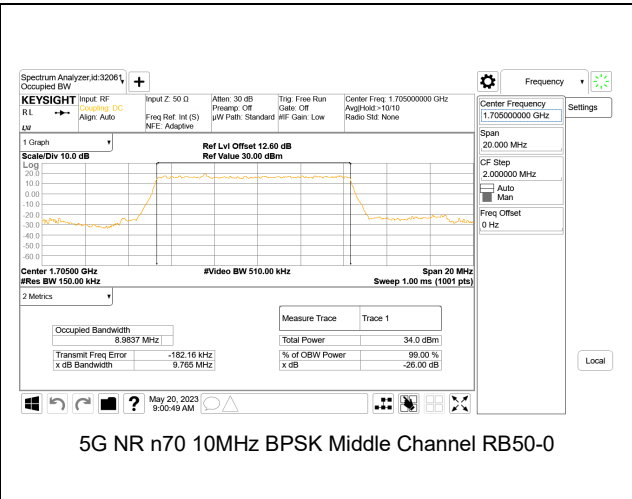 Spectrum Analyzer,id:32061
Occupied BW
Frequency
KEYSIGHT Input: RF Input Z: 50 Ω Atten: 30 dB Trig: Free Run Center Freq: 1.705000000 GHz
Coupling: DC Preamp: Off Gate: Off Avg|Hold:>10/10
RL Align: Auto Freq Ref: Int (S) µW Path: Standard #IF Gain: Low Radio Std: None
NFE: Adaptive
Center Frequency
1.705000000 GHz
Settings
Span
20.000 MHz
CF Step
2.000000 MHz
Auto
Man
Freq Offset
0 Hz
Local
1 Graph
Ref Lvl Offset 12.60 dB
Scale/Div 10.0 dB Ref Value 30.00 dBm
Log
20.0
10.0
0.00
-10.0
-20.0
-30.0
-40.0
-50.0
-60.0
Center 1.70500 GHz #Video BW 510.00 kHz Span 20 MHz
#Res BW 150.00 kHz Sweep 1.00 ms (1001 pts)
2 Metrics
Measure Trace Trace 1
Occupied Bandwidth
8.9837 MHz Total Power 34.0 dBm
Transmit Freq Error -182.16 kHz % of OBW Power 99.00 %
x dB Bandwidth 9.765 MHz x dB -26.00 dB
May 20, 2023
9:00:49 AM
5G NR n70 10MHz BPSK Middle Channel RB50-0